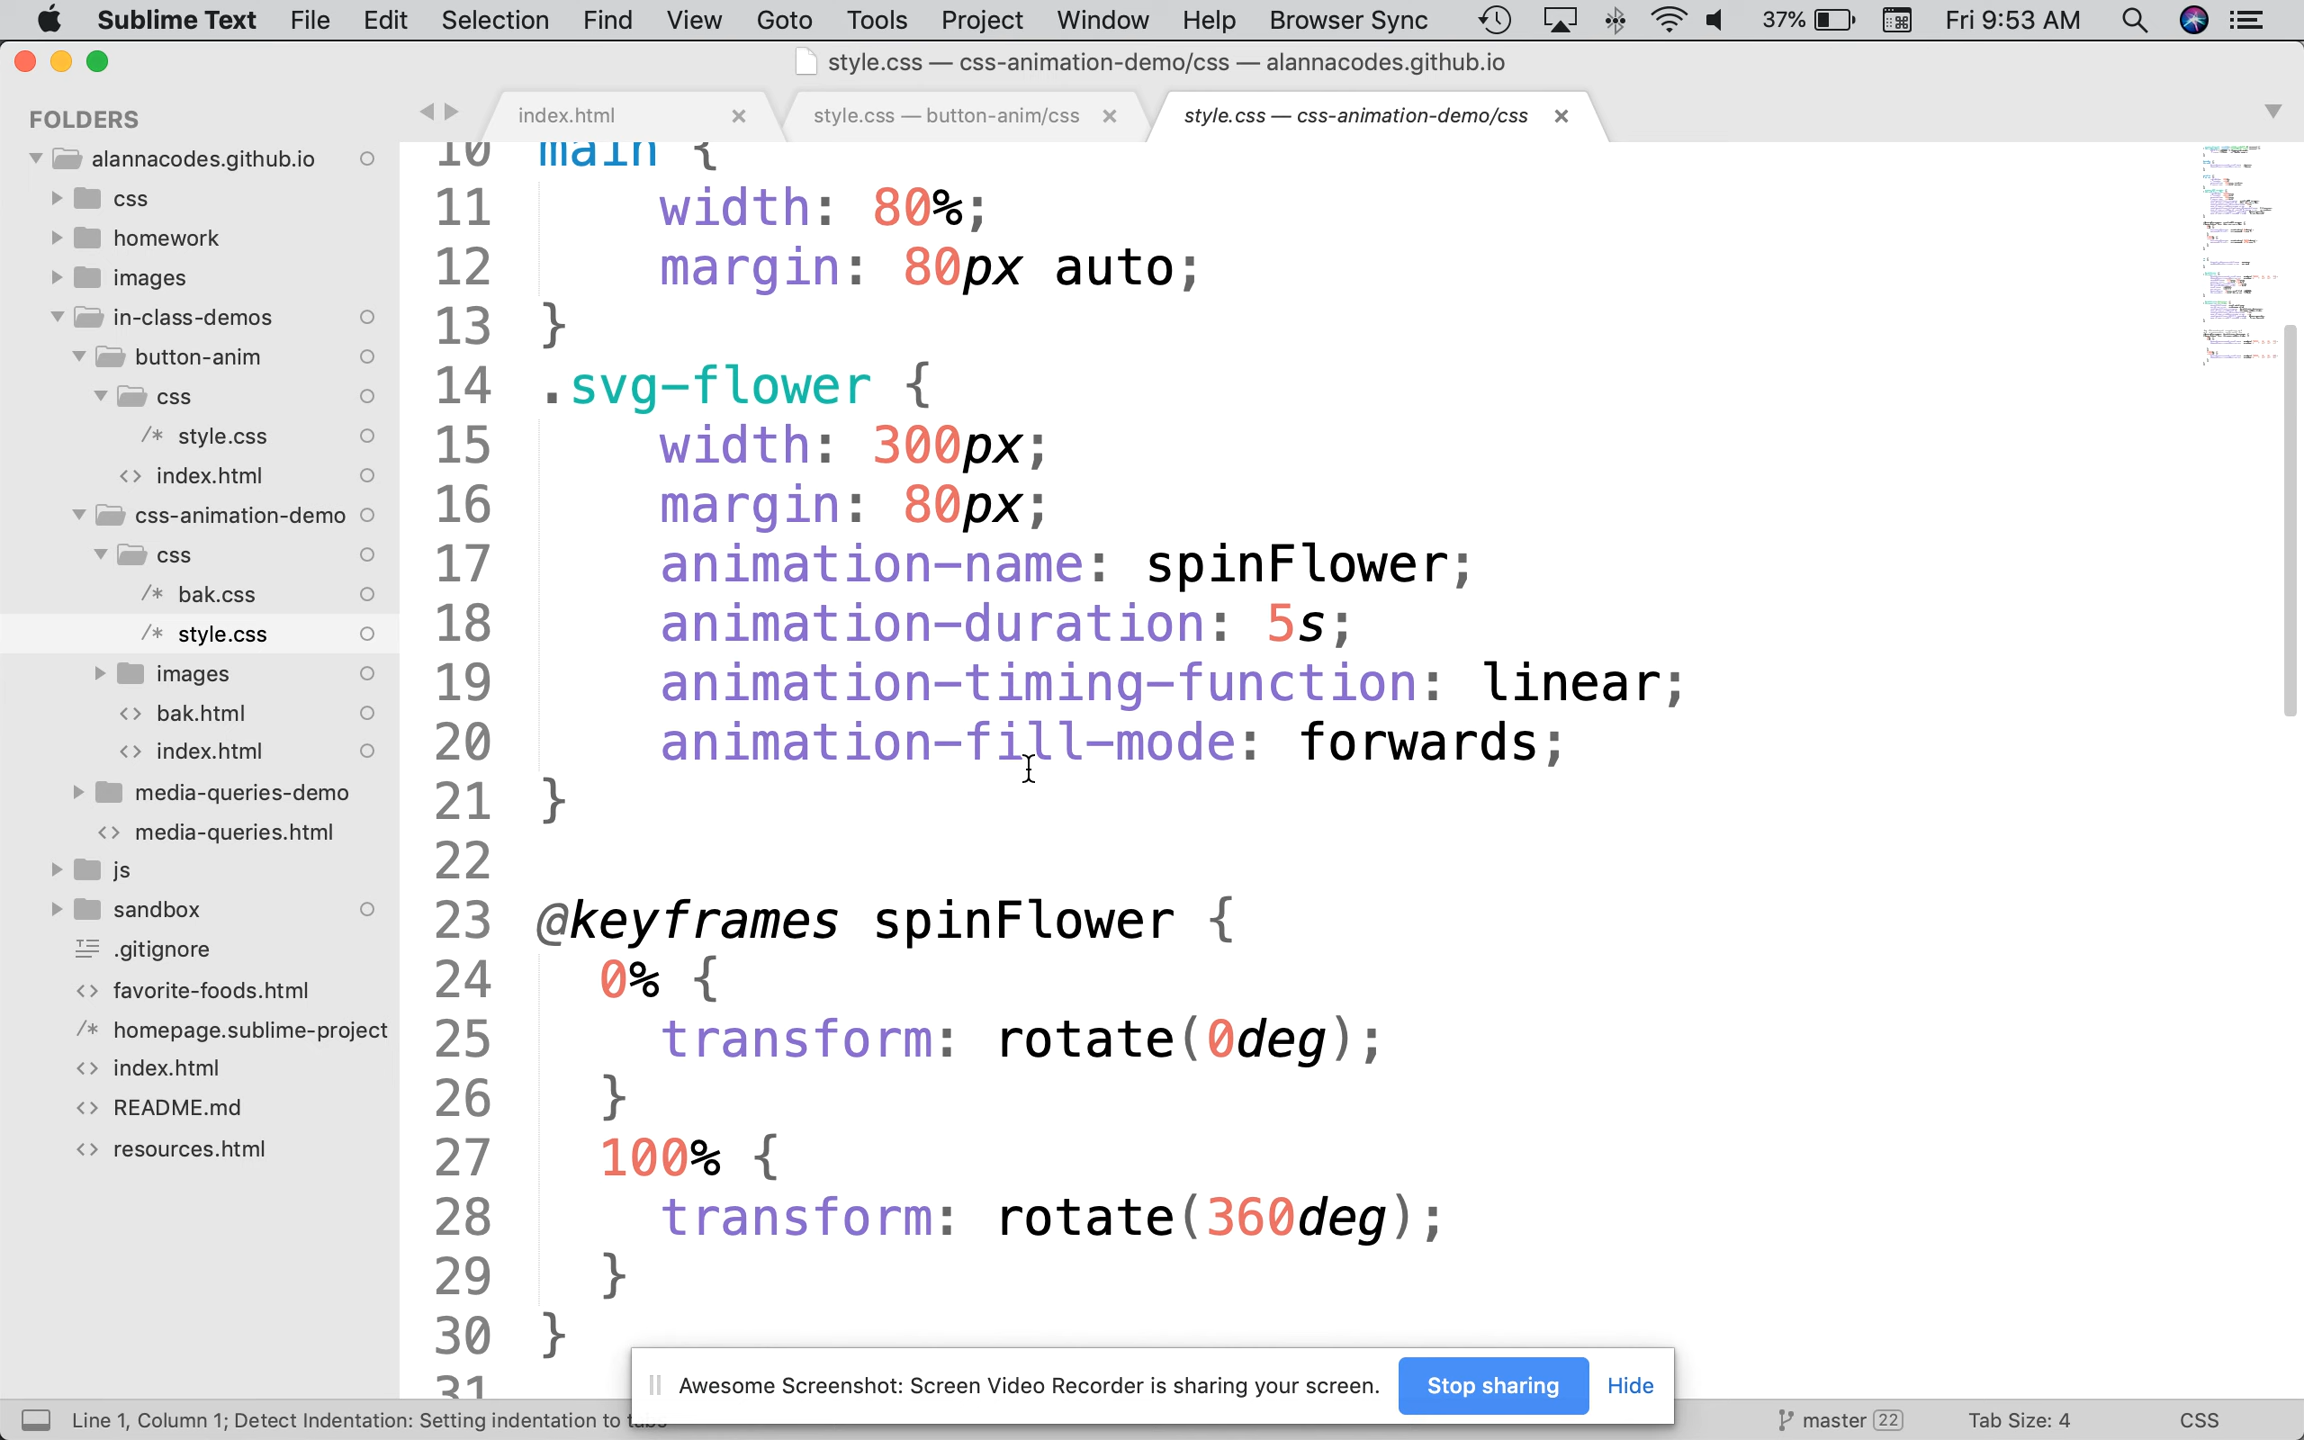 Sublime Text File Edit Selection Find View Goto Tools Project Window Help Browser Sync 37% Fri 9:53 AM
style.css — css-animation-demo/css — alannacodes.github.io
index.html × style.css — button-anim/css × style.css — css-animation-demo/css ×
FOLDERS
alannacodes.github.io
css
homework
images
in-class-demos
button-anim
css
/* style.css
<> index.html
css-animation-demo
css
/* bak.css
/* style.css
images
<> bak.html
<> index.html
media-queries-demo
<> media-queries.html
js
sandbox
.gitignore
<> favorite-foods.html
/* homepage.sublime-project
<> index.html
<> README.md
<> resources.html
10 main {
11 width: 80%;
12 margin: 80px auto;
13 }
14 .svg-flower {
15 width: 300px;
16 margin: 80px;
17 animation-name: spinFlower;
18 animation-duration: 5s;
19 animation-timing-function: linear;
20 animation-fill-mode: forwards;
21 }
22
23 @keyframes spinFlower {
24 0% {
25 transform: rotate(0deg);
26 }
27 100% {
28 transform: rotate(360deg);
29 }
30 }
31
Awesome Screenshot: Screen Video Recorder is sharing your screen. Stop sharing Hide
Line 1, Column 1; Detect Indentation: Setting indentation to tabs master 22 Tab Size: 4 CSS